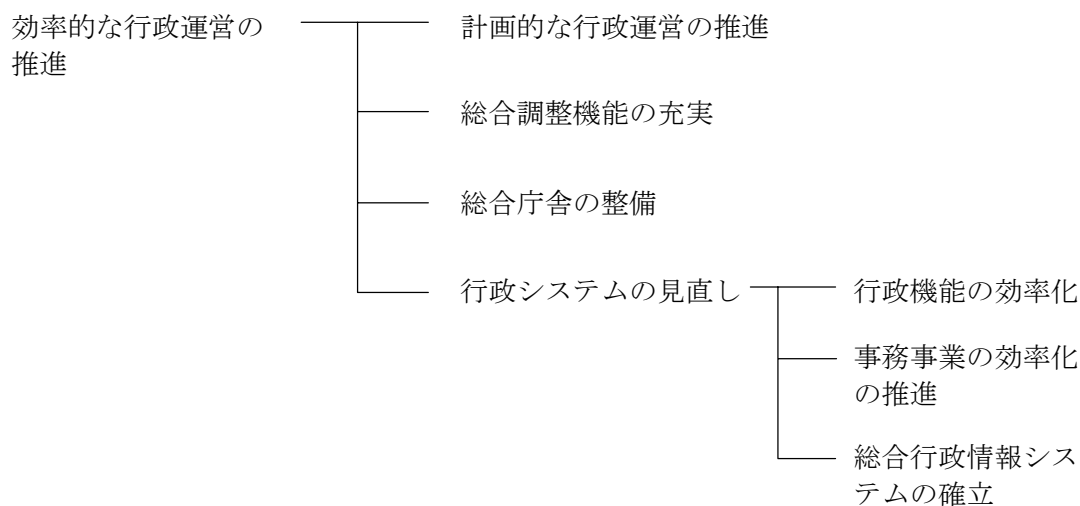 効率的な行政運営の
推進
計画的な行政運営の推進
総合調整機能の充実
総合庁舎の整備
行政システムの見直し
行政機能の効率化
事務事業の効率化
の推進
総合行政情報シス
テムの確立